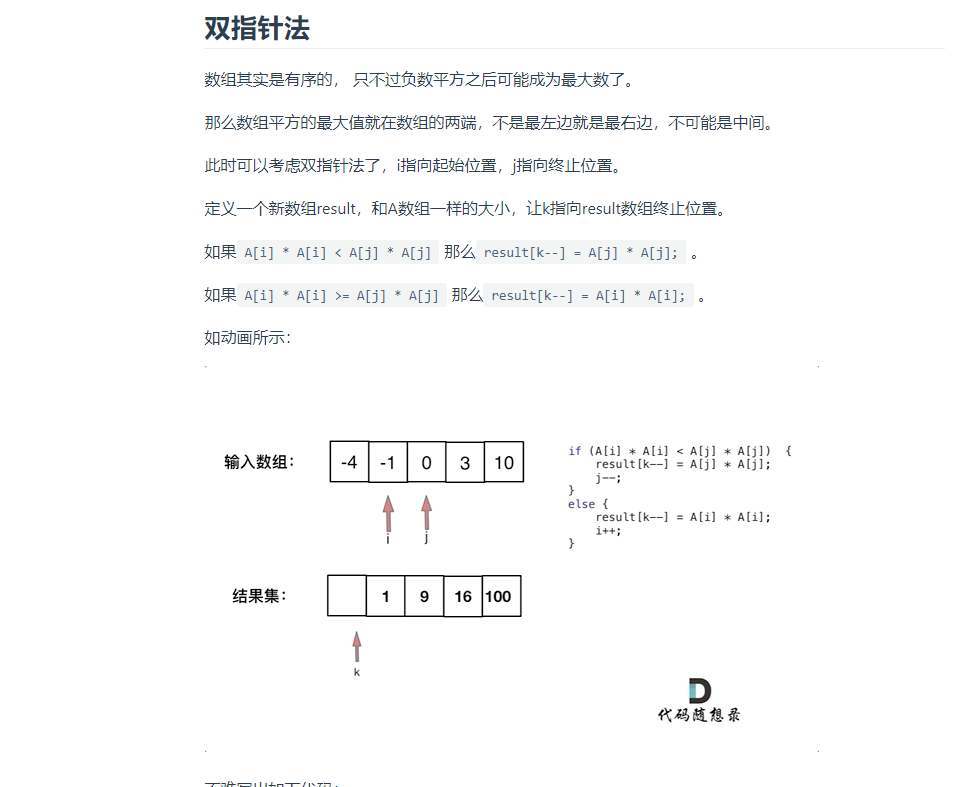 双指针法
数组其实是有序的， 只不过负数平方之后可能成为最大数了。
那么数组平方的最大值就在数组的两端，不是最左边就是最右边，不可能是中间。
此时可以考虑双指针法了，i指向起始位置，j指向终止位置。
定义一个新数组result，和A数组一样的大小，让k指向result数组终止位置。
如果 A[i] * A[i] < A[j] * A[j] 那么 result[k--] = A[j] * A[j]; 。
如果 A[i] * A[i] >= A[j] * A[j] 那么 result[k--] = A[i] * A[i]; 。
如动画所示：
输入数组： -4 -1 0 3 10
i j
if (A[i] * A[i] < A[j] * A[j]) {
result[k--] = A[j] * A[j];
j--;
}
else {
result[k--] = A[i] * A[i];
i++;
}
结果集： 1 9 16 100
k
代码随想录
不难写出如下代码：